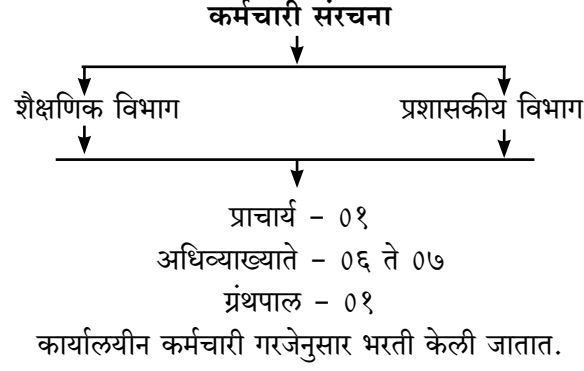 कर्मचारी संरचना
शैक्षणिक विभाग प्रशासकीय विभाग
प्राचार्य – ०१
अधिव्याख्याते – ०६ ते ०७
ग्रंथपाल – ०१
कार्यालयीन कर्मचारी गरजेनुसार भरती केली जातात.